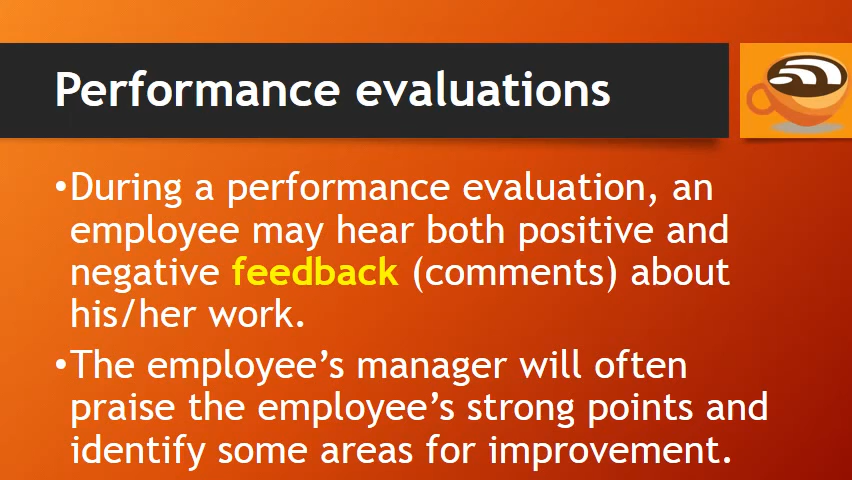 Performance evaluations
•During a performance evaluation, an
employee may hear both positive and
negative feedback (comments) about
his/her work.
•The employee’s manager will often
praise the employee’s strong points and
identify some areas for improvement.